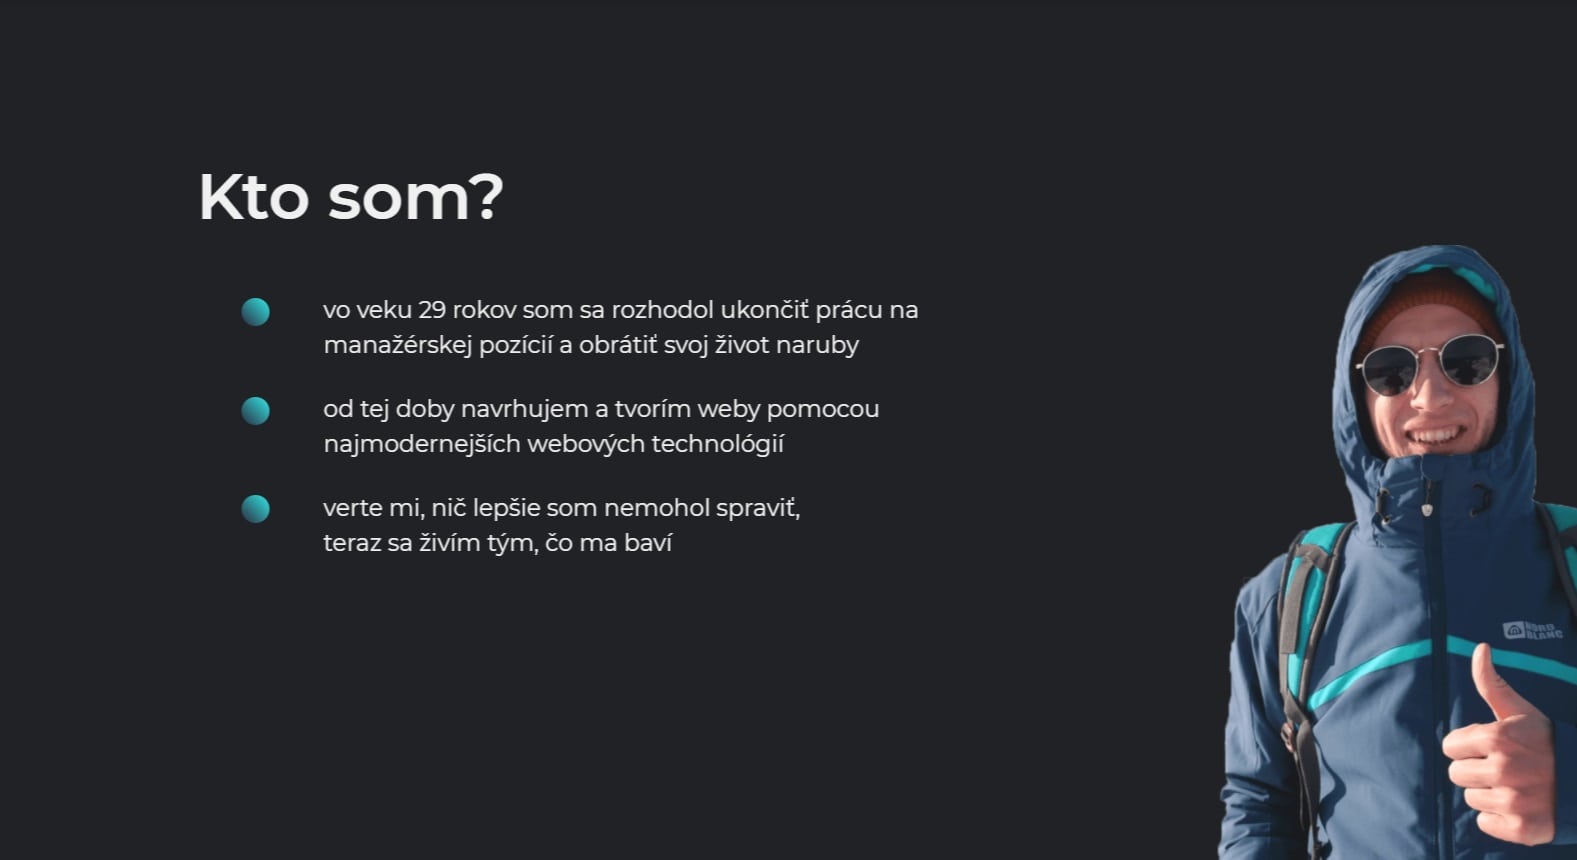 Kto som?
vo veku 29 rokov som sa rozhodol ukončiť prácu na
manažérskej pozícií a obrátiť svoj život naruby
od tej doby navrhujem a tvorím weby pomocou
najmodernejších webových technológií
verte mi, nič lepšie som nemohol spraviť,
teraz sa živím tým, čo ma baví
NORD
BLANC